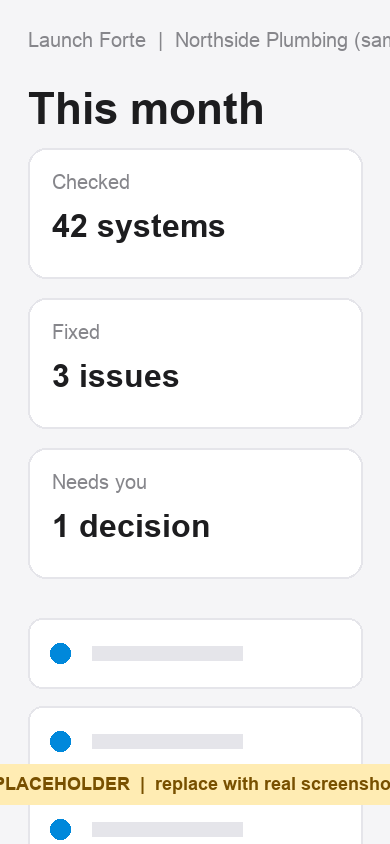 Launch Forte | Northside Plumbing (sam
This month
Checked
42 systems
Fixed
3 issues
Needs you
1 decision
PLACEHOLDER | replace with real screensho